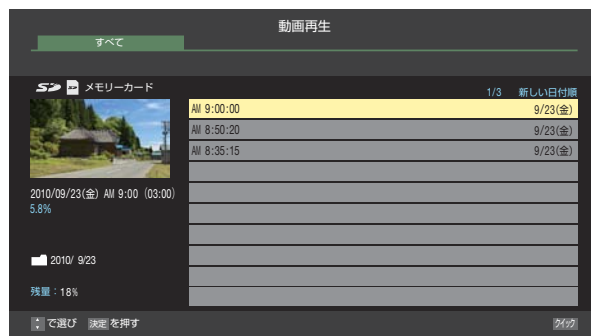 動画再生
すべて
SD メモリーカード
1/3 新しい日付順
AM 9:00:00 9/23(金)
AM 8:50:20 9/23(金)
AM 8:35:15 9/23(金)
2010/09/23(金) AM 9:00 (03:00)
5.8%
2010/ 9/23
残量：18%
で選び 決定 を押す
クイック